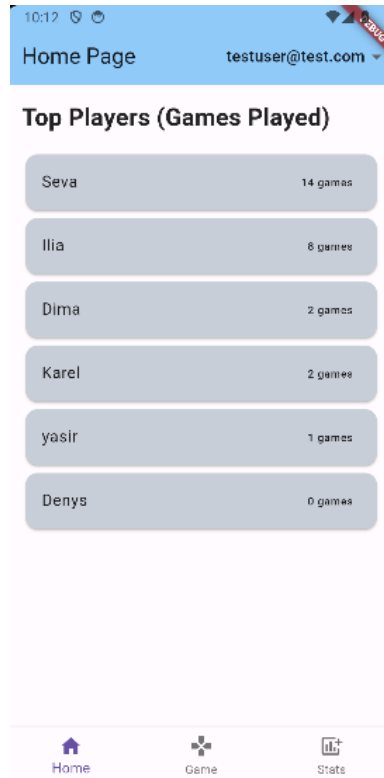 10:12
DEBUG
Home Page
testuser@test.com
Top Players (Games Played)
Seva
14 games
Ilia
8 games
Dima
2 games
Karel
2 games
yasir
1 games
Denys
0 games
Home
Game
Stats